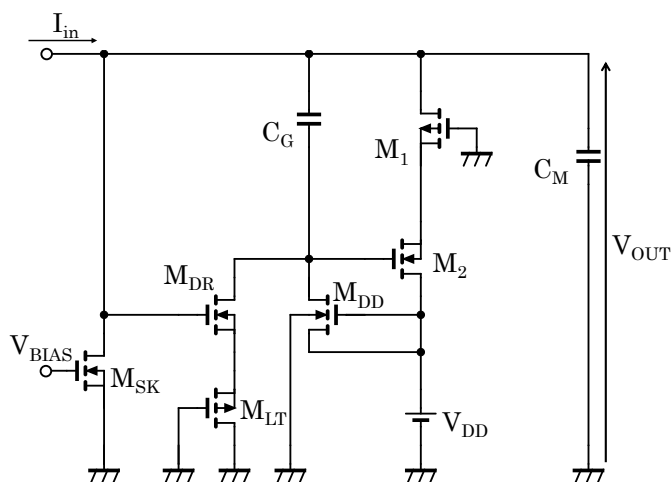 I_in
C_G
M_1
C_M
V_OUT
M_DR
M_DD
M_2
V_BIAS
M_SK
M_LT
V_DD